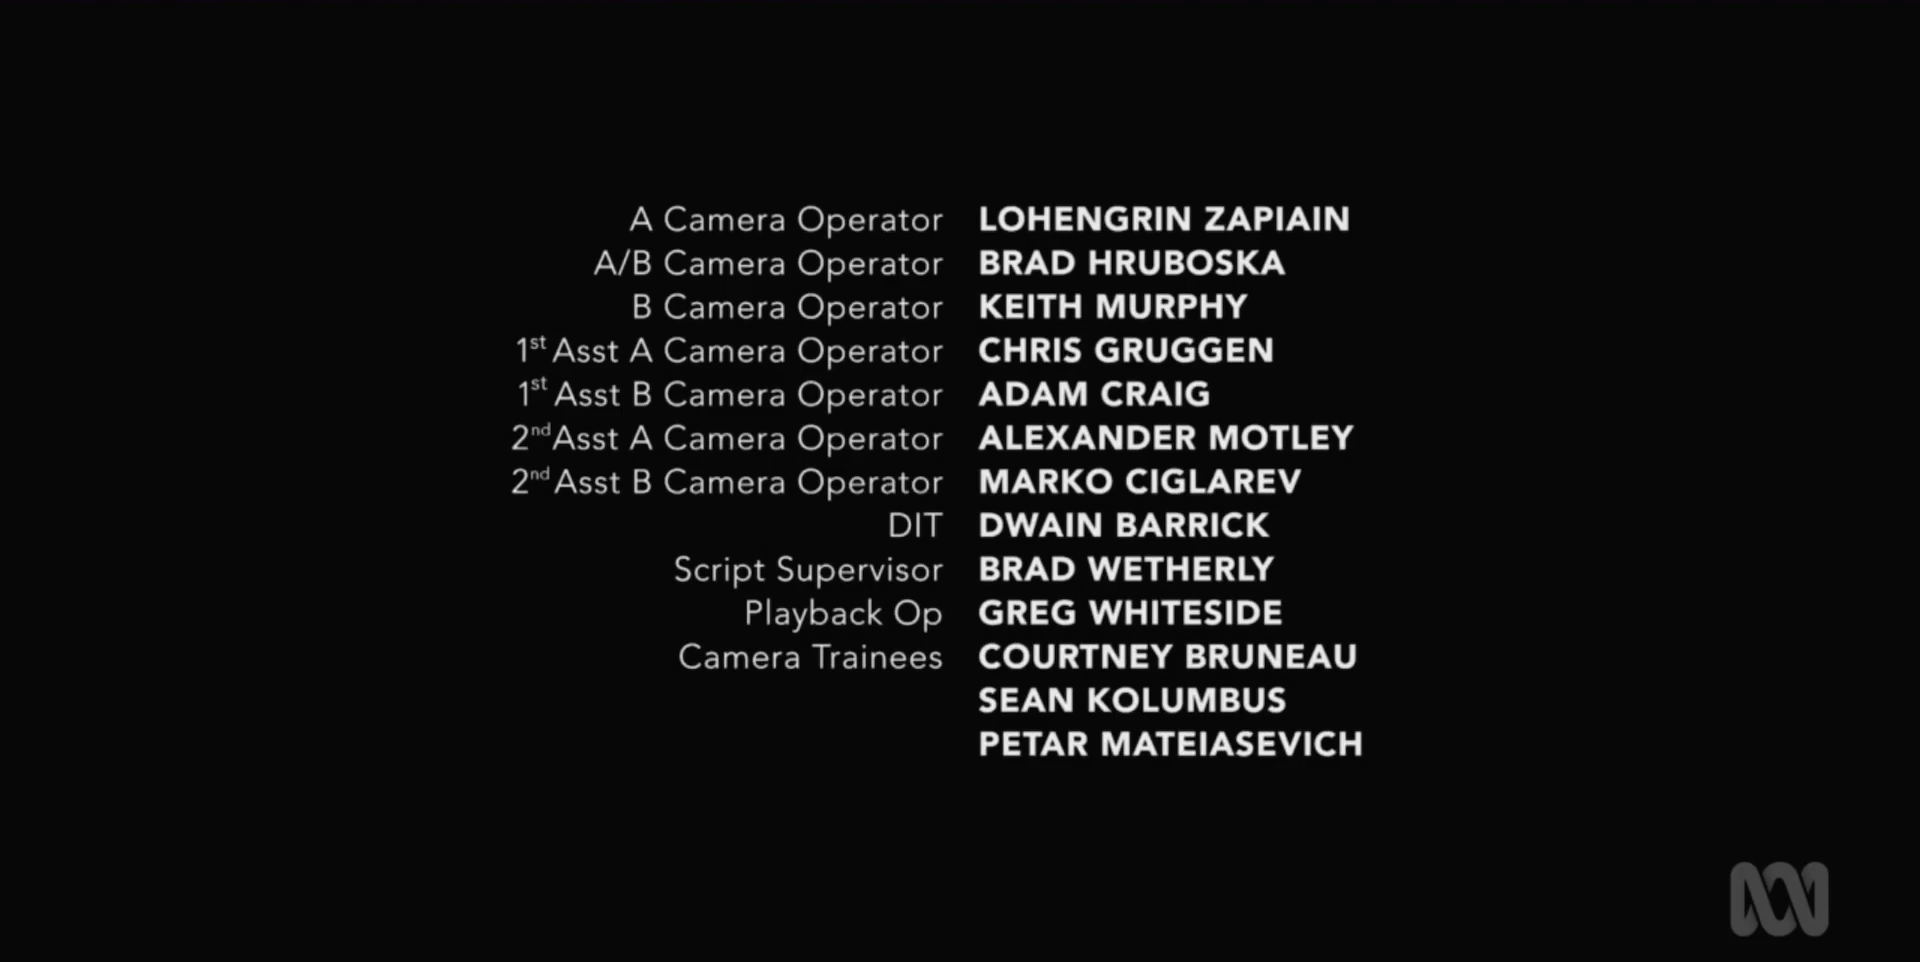 A Camera Operator LOHENGRIN ZAPIAIN
A/B Camera Operator BRAD HRUBOSKA
B Camera Operator KEITH MURPHY
1st Asst A Camera Operator CHRIS GRUGGEN
1st Asst B Camera Operator ADAM CRAIG
2nd Asst A Camera Operator ALEXANDER MOTLEY
2nd Asst B Camera Operator MARKO CIGLAREV
DIT DWAIN BARRICK
Script Supervisor BRAD WETHERLY
Playback Op GREG WHITESIDE
Camera Trainees COURTNEY BRUNEAU
SEAN KOLUMBUS
PETAR MATEIASEVICH